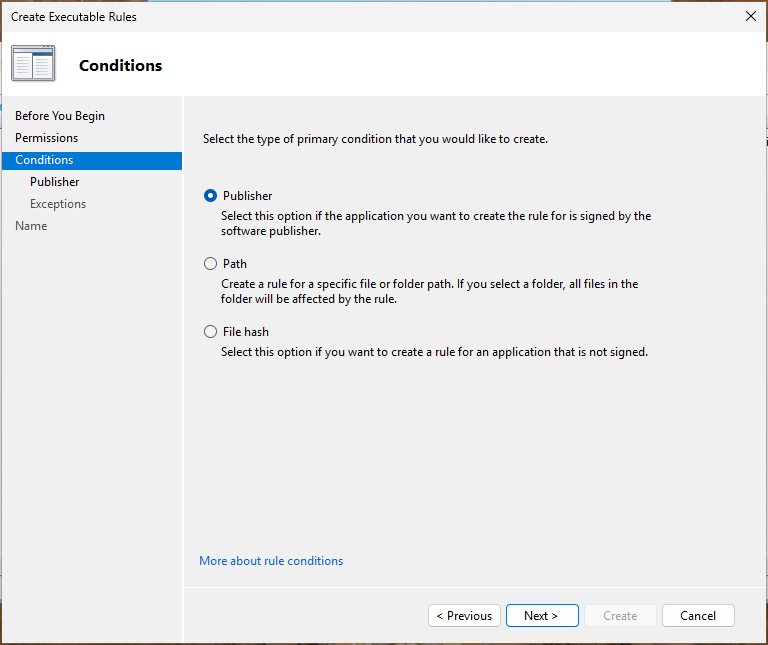 Create Executable Rules
Conditions
Before You Begin
Permissions
Conditions
Publisher
Exceptions
Name
Select the type of primary condition that you would like to create.
Publisher
Select this option if the application you want to create the rule for is signed by the
software publisher.
Path
Create a rule for a specific file or folder path. If you select a folder, all files in the
folder will be affected by the rule.
File hash
Select this option if you want to create a rule for an application that is not signed.
More about rule conditions
< Previous
Next >
Create
Cancel